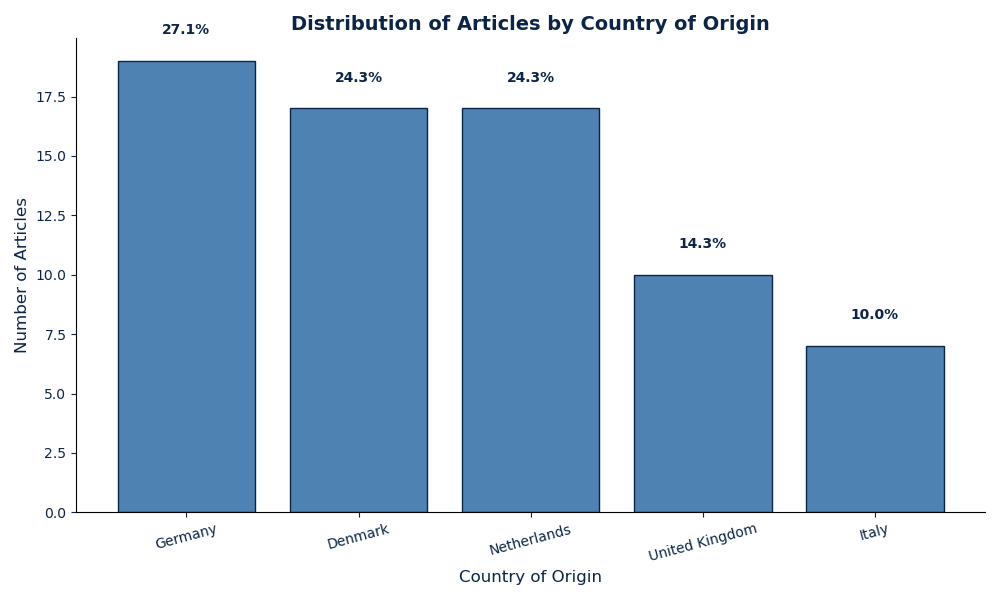 Distribution of Articles by Country of Origin
27.1%
24.3%
24.3%
14.3%
10.0%
17.5
15.0
12.5
10.0
7.5
5.0
2.5
0.0
Number of Articles
Germany
Denmark
Netherlands
United Kingdom
Italy
Country of Origin